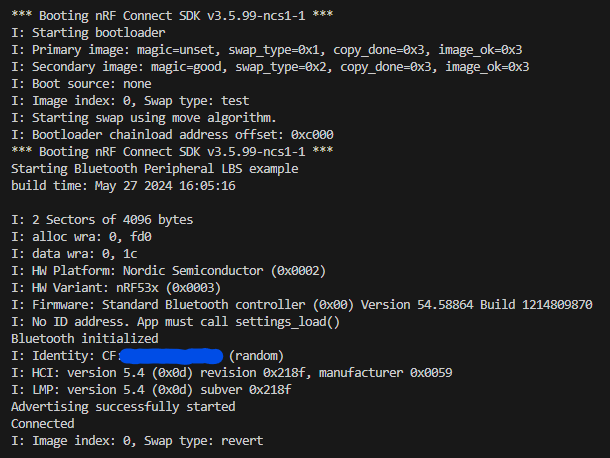 *** Booting nRF Connect SDK v3.5.99-ncs1-1 ***
I: Starting bootloader
I: Primary image: magic=unset, swap_type=0x1, copy_done=0x3, image_ok=0x3
I: Secondary image: magic=good, swap_type=0x2, copy_done=0x3, image_ok=0x3
I: Boot source: none
I: Image index: 0, Swap type: test
I: Starting swap using move algorithm.
I: Bootloader chainload address offset: 0xc000
*** Booting nRF Connect SDK v3.5.99-ncs1-1 ***
Starting Bluetooth Peripheral LBS example
build time: May 27 2024 16:05:16
I: 2 Sectors of 4096 bytes
I: alloc wra: 0, fd0
I: data wra: 0, 1c
I: HW Platform: Nordic Semiconductor (0x0002)
I: HW Variant: nRF53x (0x0003)
I: Firmware: Standard Bluetooth controller (0x00) Version 54.58864 Build 1214809870
I: No ID address. App must call settings_load()
Bluetooth initialized
I: Identity: CF: (random)
I: HCI: version 5.4 (0x0d) revision 0x218f, manufacturer 0x0059
I: LMP: version 5.4 (0x0d) subver 0x218f
Advertising successfully started
Connected
I: Image index: 0, Swap type: revert